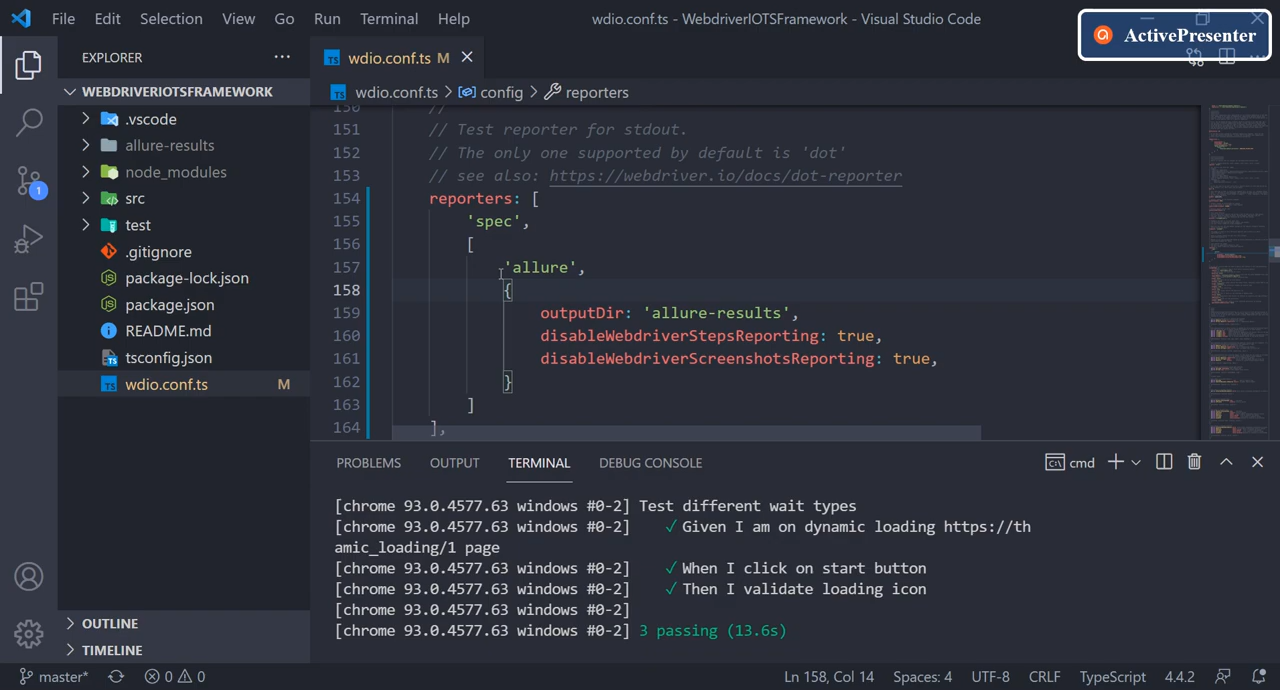 File Edit Selection View Go Run Terminal Help
wdio.conf.ts - WebdriverIOTSFramework - Visual Studio Code
ActivePresenter
EXPLORER
WEBDRIVERIOTSFRAMEWORK
.vscode
allure-results
node_modules
src
test
.gitignore
package-lock.json
package.json
README.md
tsconfig.json
wdio.conf.ts M
OUTLINE
TIMELINE
wdio.conf.ts M
wdio.conf.ts > config > reporters
150 //
151 // Test reporter for stdout.
152 // The only one supported by default is 'dot'
153 // see also: https://webdriver.io/docs/dot-reporter
154 reporters: [
155 'spec',
156 [
157 'allure',
158 {
159 outputDir: 'allure-results',
160 disableWebdriverStepsReporting: true,
161 disableWebdriverScreenshotsReporting: true,
162 }
163 ]
164 ],
PROBLEMS OUTPUT TERMINAL DEBUG CONSOLE
cmd
[chrome 93.0.4577.63 windows #0-2] Test different wait types
[chrome 93.0.4577.63 windows #0-2] ✓ Given I am on dynamic loading https://th
amic_loading/1 page
[chrome 93.0.4577.63 windows #0-2] ✓ When I click on start button
[chrome 93.0.4577.63 windows #0-2] ✓ Then I validate loading icon
[chrome 93.0.4577.63 windows #0-2]
[chrome 93.0.4577.63 windows #0-2] 3 passing (13.6s)
1
master* 0 0 Ln 158, Col 14 Spaces: 4 UTF-8 CRLF TypeScript 4.4.2